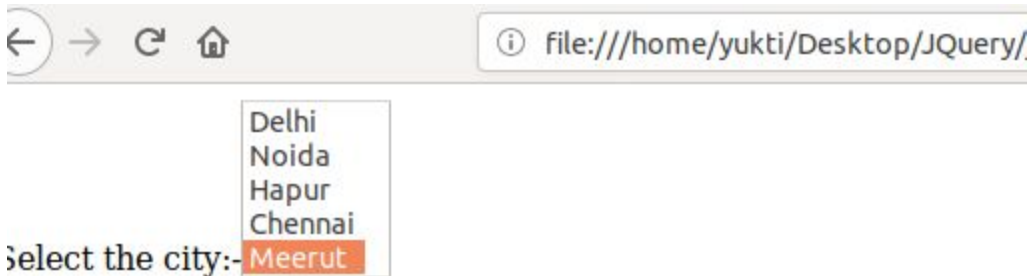 file:///home/yukti/Desktop/JQuery/
Delhi
Noida
Hapur
Chennai
Select the city:-Meerut